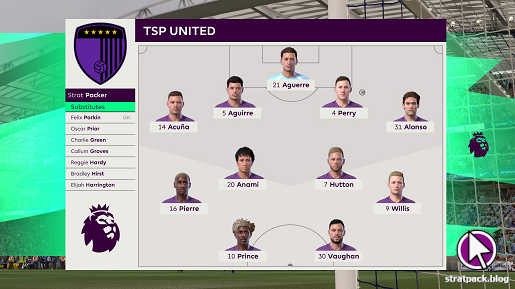 TSP UNITED
Strat Packer
Substitutes
Felix Parkin GK
Oscar Prior
Charlie Green
Callum Groves
Reggie Hardy
Bradley Hirst
Elijah Harrington
21 Aguerre
5 Aguirre
4 Perry
14 Acuña
31 Alonso
20 Anami
7 Hutton
16 Pierre
9 Willis
10 Prince
30 Vaughan
stratpack.blog